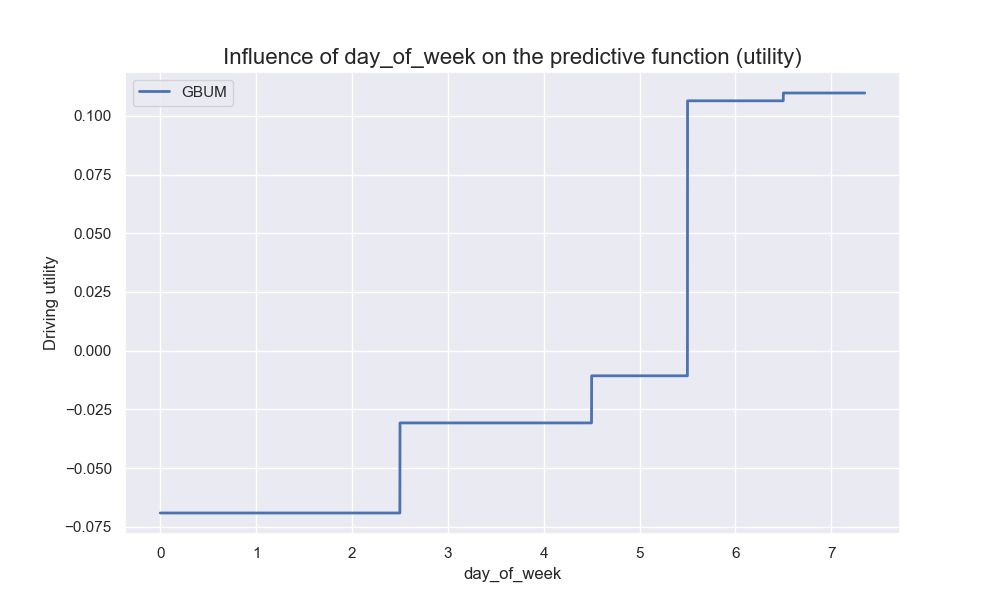 Influence of day_of_week on the predictive function (utility)
GBUM
0.100
0.075
0.050
0.025
0.000
−0.025
−0.050
−0.075
Driving utility
0 1 2 3 4 5 6 7
day_of_week